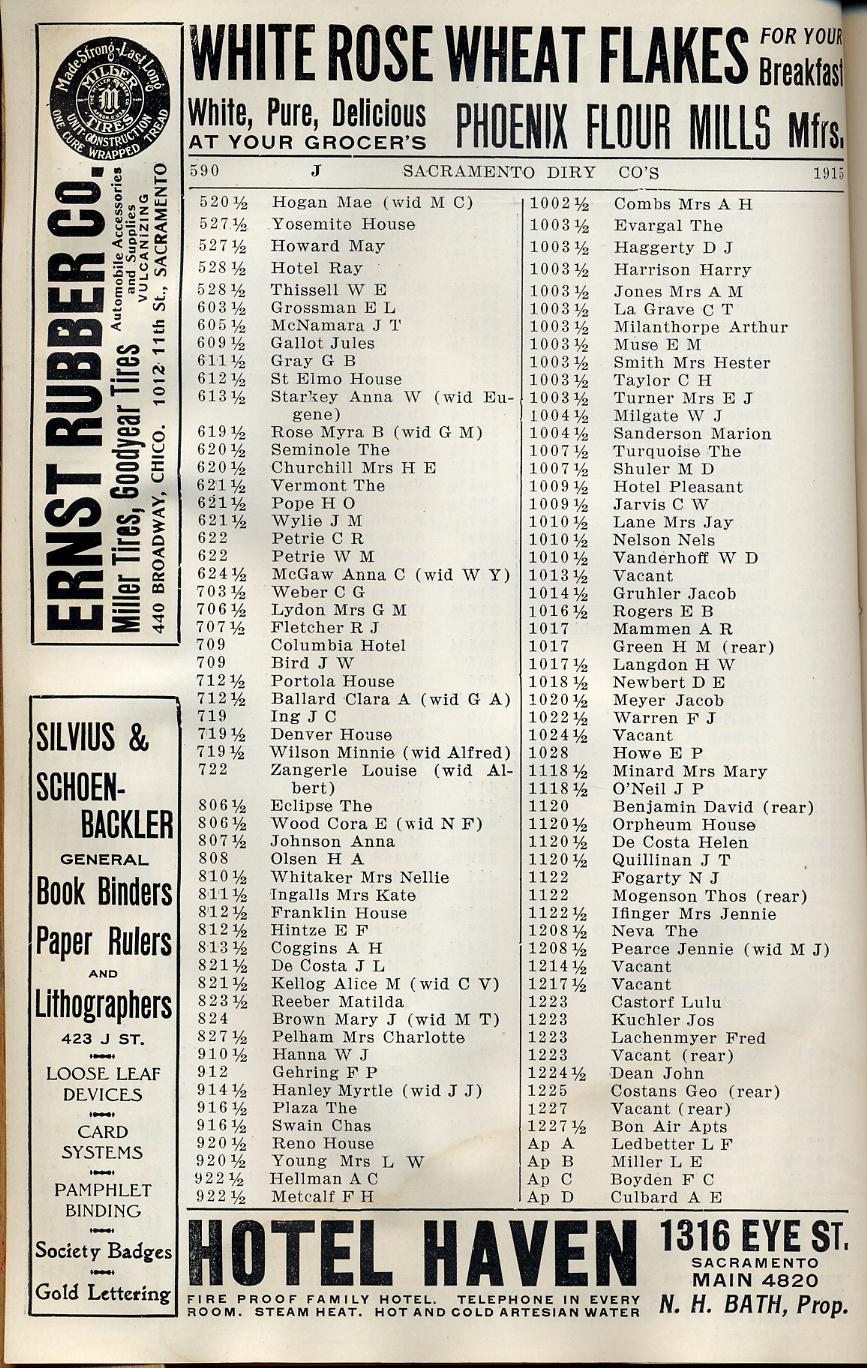 WHITE ROSE WHEAT FLAKES FOR YOUR Breakfast
White, Pure, Delicious
AT YOUR GROCER'S
PHOENIX FLOUR MILLS Mfrs.
Made Strong-Last Long
MILLER
TIRES
UNIT-CONSTRUCTION
ONE CURE WRAPPED TREAD
ERNST RUBBER CO.
Automobile Accessories
and Supplies
VULCANIZING
Miller Tires, Goodyear Tires
440 BROADWAY, CHICO. 1012 11th St., SACRAMENTO
SILVIUS &
SCHOEN-
BACKLER
GENERAL
Book Binders
Paper Rulers
AND
Lithographers
423 J ST.
LOOSE LEAF
DEVICES
CARD
SYSTEMS
PAMPHLET
BINDING
Society Badges
Gold Lettering
590 J SACRAMENTO DIRY CO'S 1915
520½ Hogan Mae (wid M C)
527½ Yosemite House
527½ Howard May
528½ Hotel Ray
528½ Thissell W E
603½ Grossman E L
605½ McNamara J T
609½ Gallot Jules
611½ Gray G B
612½ St Elmo House
613½ Starkey Anna W (wid Eu-
gene)
619½ Rose Myra B (wid G M)
620½ Seminole The
620½ Churchill Mrs H E
621½ Vermont The
621½ Pope H O
621½ Wylie J M
622 Petrie C R
622 Petrie W M
624½ McGaw Anna C (wid W Y)
703½ Weber C G
706½ Lydon Mrs G M
707½ Fletcher R J
709 Columbia Hotel
709 Bird J W
712½ Portola House
712½ Ballard Clara A (wid G A)
719 Ing J C
719½ Denver House
719½ Wilson Minnie (wid Alfred)
722 Zangerle Louise (wid Al-
bert)
806½ Eclipse The
806½ Wood Cora E (wid N F)
807½ Johnson Anna
808 Olsen H A
810½ Whitaker Mrs Nellie
811½ Ingalls Mrs Kate
812½ Franklin House
812½ Hintze E F
813½ Coggins A H
821½ De Costa J L
821½ Kellog Alice M (wid C V)
823½ Reeber Matilda
824 Brown Mary J (wid M T)
827½ Pelham Mrs Charlotte
910½ Hanna W J
912 Gehring F P
914½ Hanley Myrtle (wid J J)
916½ Plaza The
916½ Swain Chas
920½ Reno House
920½ Young Mrs L W
922½ Hellman A C
922½ Metcalf F H
1002½ Combs Mrs A H
1003½ Evargal The
1003½ Haggerty D J
1003½ Harrison Harry
1003½ Jones Mrs A M
1003½ La Grave C T
1003½ Milanthorpe Arthur
1003½ Muse E M
1003½ Smith Mrs Hester
1003½ Taylor C H
1003½ Turner Mrs E J
1004½ Milgate W J
1004½ Sanderson Marion
1007½ Turquoise The
1007½ Shuler M D
1009½ Hotel Pleasant
1009½ Jarvis C W
1010½ Lane Mrs Jay
1010½ Nelson Nels
1010½ Vanderhoff W D
1013½ Vacant
1014½ Gruhler Jacob
1016½ Rogers E B
1017 Mammen A R
1017 Green H M (rear)
1017½ Langdon H W
1018½ Newbert D E
1020½ Meyer Jacob
1022½ Warren F J
1024½ Vacant
1028 Howe E P
1118½ Minard Mrs Mary
1118½ O'Neil J P
1120 Benjamin David (rear)
1120½ Orpheum House
1120½ De Costa Helen
1120½ Quillinan J T
1122 Fogarty N J
1122 Mogenson Thos (rear)
1122½ Ifinger Mrs Jennie
1208½ Neva The
1208½ Pearce Jennie (wid M J)
1214½ Vacant
1217½ Vacant
1223 Castorf Lulu
1223 Kuchler Jos
1223 Lachenmyer Fred
1223 Vacant (rear)
1224½ Dean John
1225 Costans Geo (rear)
1227 Vacant (rear)
1227½ Bon Air Apts
Ap A Ledbetter L F
Ap B Miller L E
Ap C Boyden F C
Ap D Culbard A E
HOTEL HAVEN
FIRE PROOF FAMILY HOTEL. TELEPHONE IN EVERY
ROOM. STEAM HEAT. HOT AND COLD ARTESIAN WATER
1316 EYE ST.
SACRAMENTO
MAIN 4820
N. H. BATH, Prop.